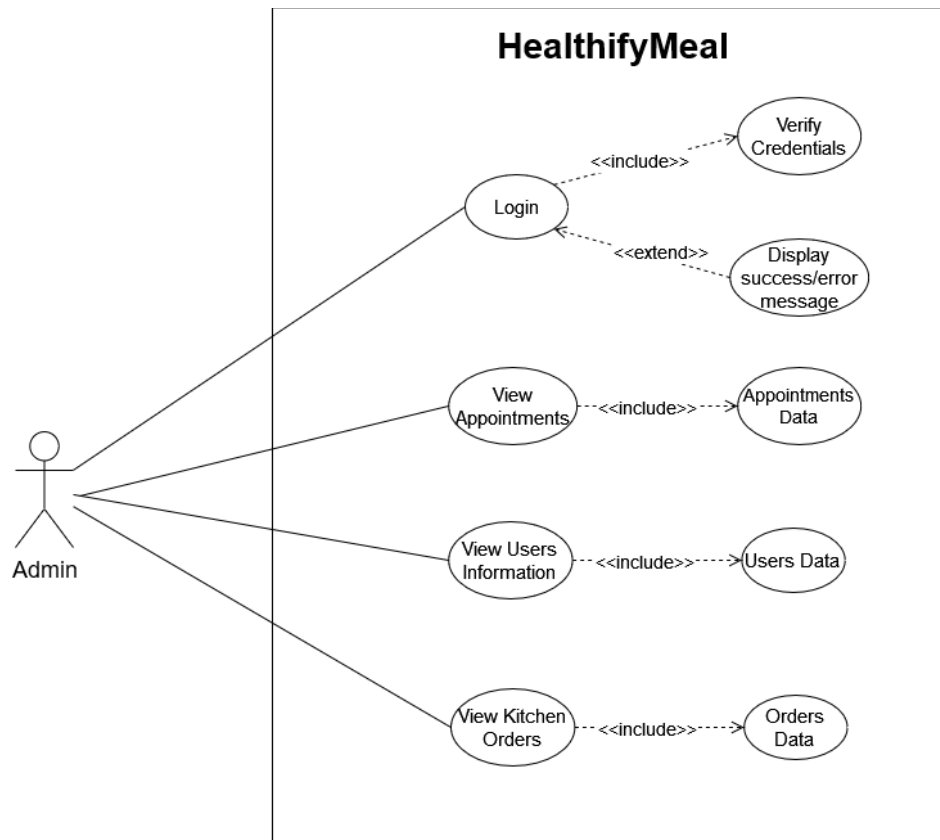 HealthifyMeal
Verify
Credentials
<<include>>
Login
<<extend>>
Display
success/error
message
View
Appointments
<<include>>
Appointments
Data
Admin
View Users
Information
<<include>>
Users Data
View Kitchen
Orders
<<include>>
Orders
Data